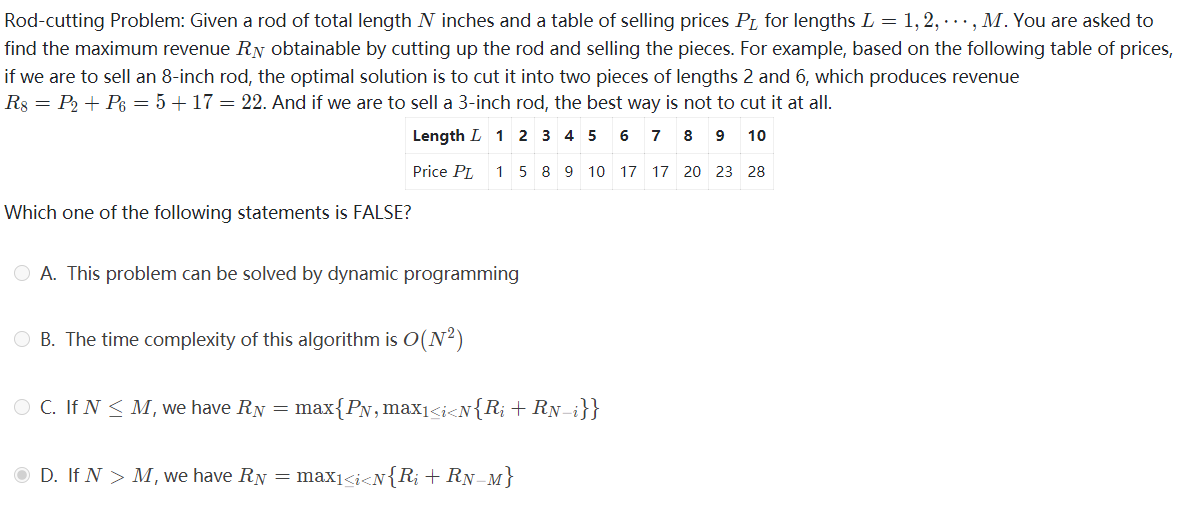 Rod-cutting Problem: Given a rod of total length N inches and a table of selling prices P_L for lengths L = 1, 2, ⋯, M. You are asked to
find the maximum revenue R_N obtainable by cutting up the rod and selling the pieces. For example, based on the following table of prices,
if we are to sell an 8-inch rod, the optimal solution is to cut it into two pieces of lengths 2 and 6, which produces revenue
R_8 = P_2 + P_6 = 5 + 17 = 22. And if we are to sell a 3-inch rod, the best way is not to cut it at all.
Length L 1 2 3 4 5 6 7 8 9 10
Price P_L 1 5 8 9 10 17 17 20 23 28
Which one of the following statements is FALSE?
A. This problem can be solved by dynamic programming
B. The time complexity of this algorithm is O(N^2)
C. If N ≤ M, we have R_N = max{P_N, max_{1≤i<N}{R_i + R_{N−i}}}
D. If N > M, we have R_N = max_{1≤i<N}{R_i + R_{N−M}}